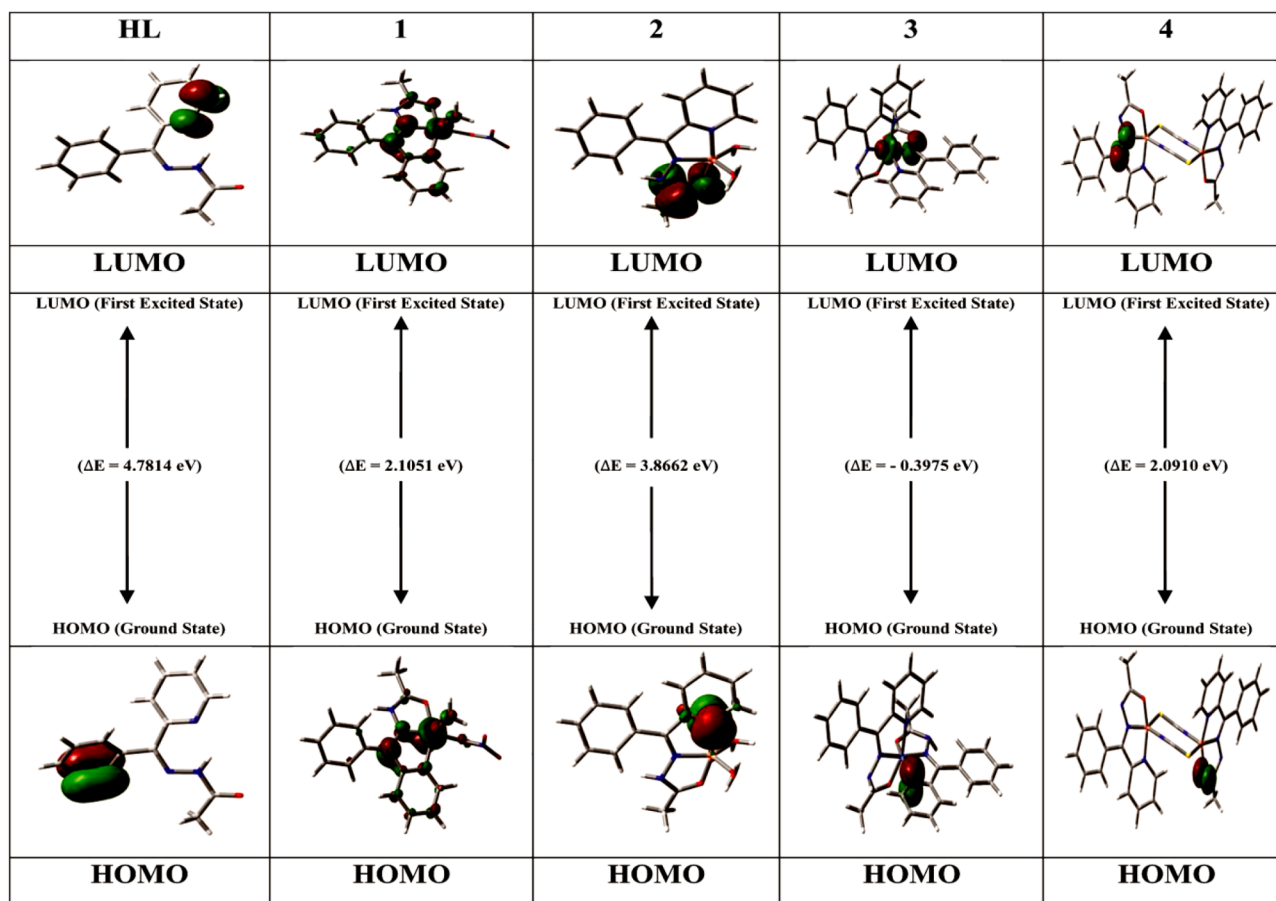 HL 1 2 3 4
LUMO LUMO LUMO LUMO LUMO
LUMO (First Excited State) LUMO (First Excited State) LUMO (First Excited State) LUMO (First Excited State) LUMO (First Excited State)
(ΔE = 4.7814 eV) (ΔE = 2.1051 eV) (ΔE = 3.8662 eV) (ΔE = - 0.3975 eV) (ΔE = 2.0910 eV)
HOMO (Ground State) HOMO (Ground State) HOMO (Ground State) HOMO (Ground State) HOMO (Ground State)
HOMO HOMO HOMO HOMO HOMO